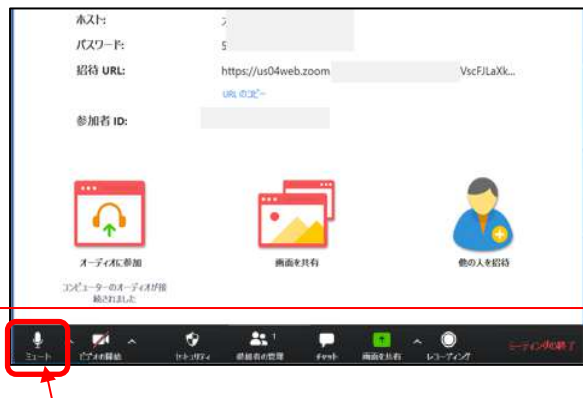 ホスト:
パスワード:
招待 URL: https://us04web.zoom VscFJLaXk...
URL のコピー
参加者 ID:
オーディオに参加 画面を共有 他の人を招待
コンピューターのオーディオが接
続されました
ミュート ビデオの開始 セキュリティ 参加者の管理 1 チャット 画面を共有 レコーディング ミーティングの終了